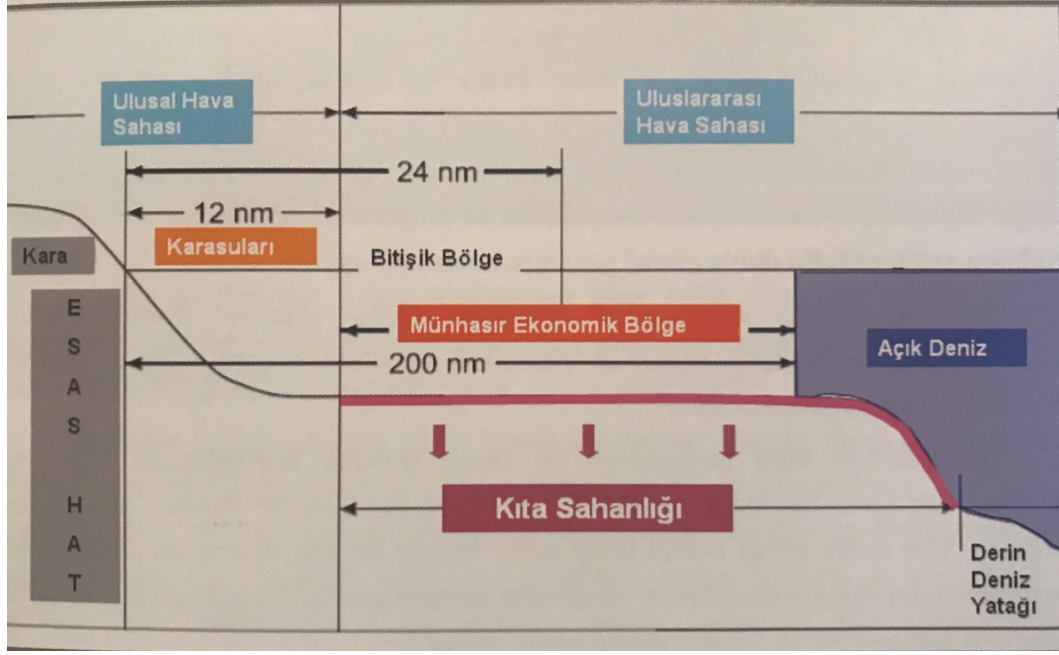 Ulusal Hava
Sahası
Uluslararası
Hava Sahası
24 nm
12 nm
Karasuları
Kara
Bitişik Bölge
E
S
A
S
H
A
T
Münhasır Ekonomik Bölge
200 nm
Açık Deniz
Kıta Sahanlığı
Derin
Deniz
Yatağı